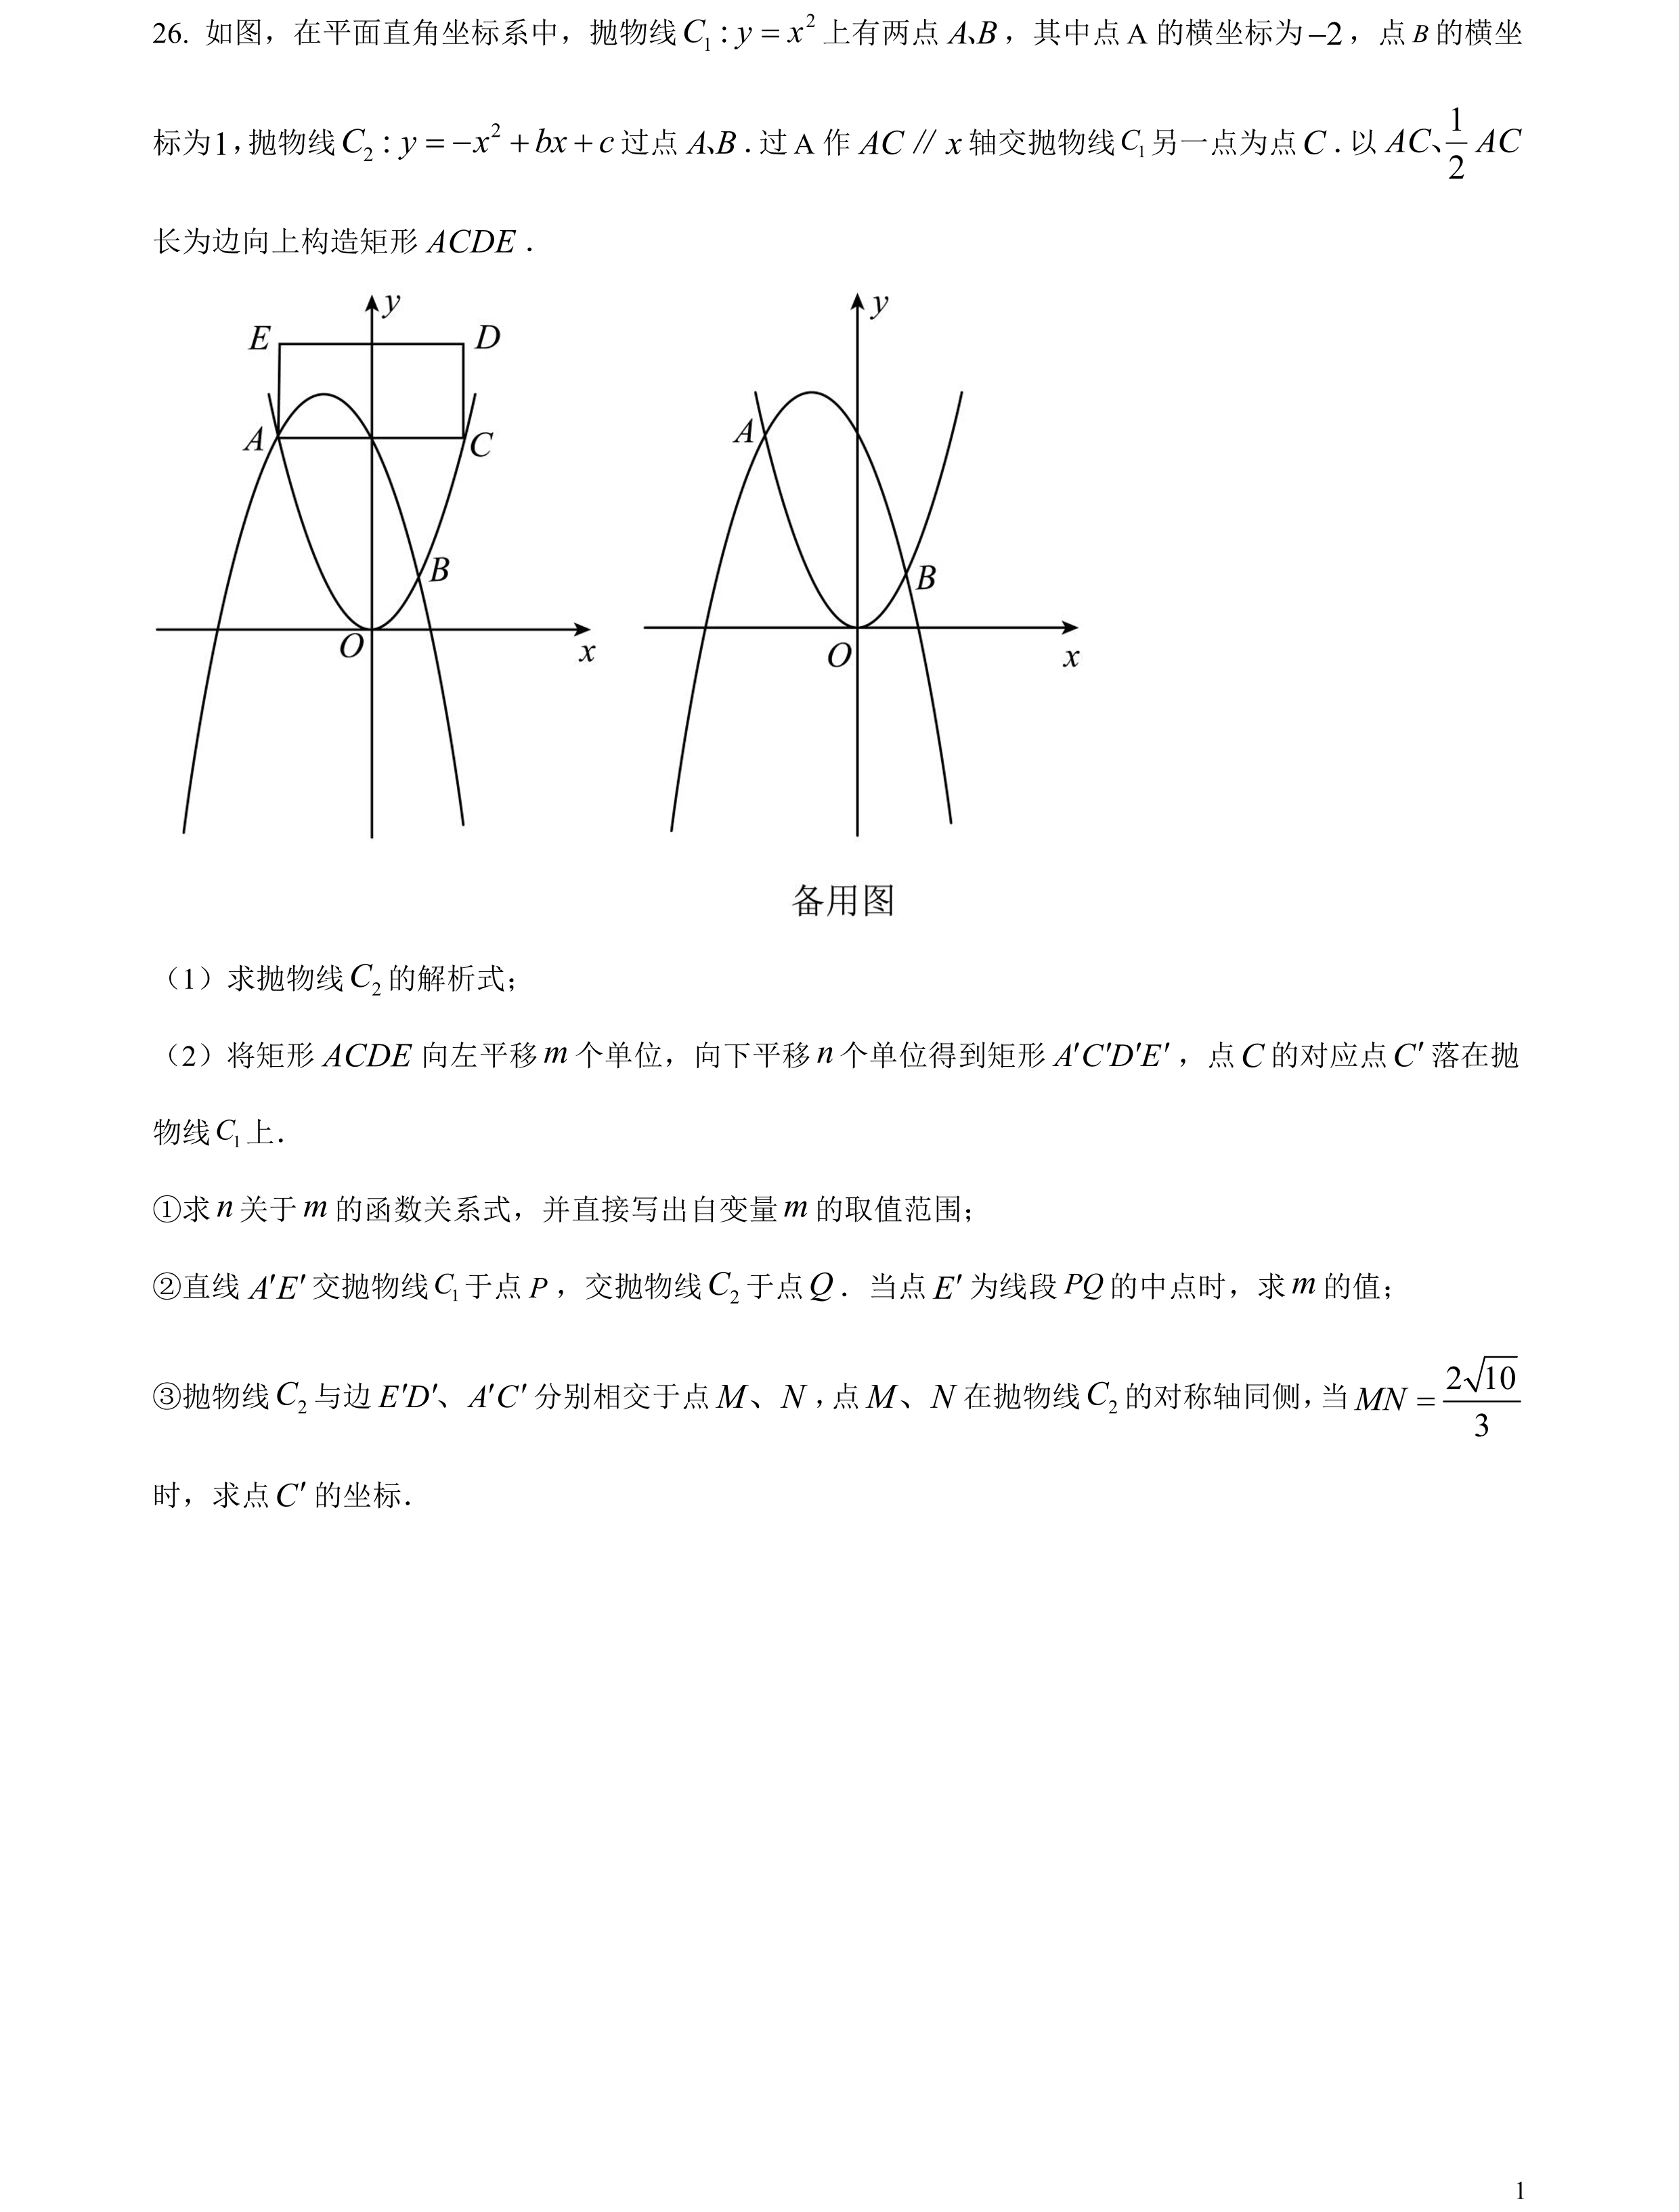 26. 如图，在平面直角坐标系中，抛物线 $C_1: y = x^2$ 上有两点 A、B，其中点 A 的横坐标为 $-2$，点 B 的横坐
标为 1，抛物线 $C_2: y = -x^2 + bx + c$ 过点 A、B．过 A 作 AC∥x 轴交抛物线 $C_1$ 另一点为点 C．以 AC、$\frac{1}{2}$AC
长为边向上构造矩形 ACDE．
y
E
D
A
C
B
O
x
y
A
B
O
x
备用图
（1）求抛物线 $C_2$ 的解析式；
（2）将矩形 ACDE 向左平移 m 个单位，向下平移 n 个单位得到矩形 A′C′D′E′，点 C 的对应点 C′ 落在抛
物线 $C_1$ 上．
①求 n 关于 m 的函数关系式，并直接写出自变量 m 的取值范围；
②直线 A′E′ 交抛物线 $C_1$ 于点 P，交抛物线 $C_2$ 于点 Q．当点 E′ 为线段 PQ 的中点时，求 m 的值；
③抛物线 $C_2$ 与边 E′D′、A′C′ 分别相交于点 M、N，点 M、N 在抛物线 $C_2$ 的对称轴同侧，当 $MN = \frac{2\sqrt{10}}{3}$
时，求点 C′ 的坐标．
1